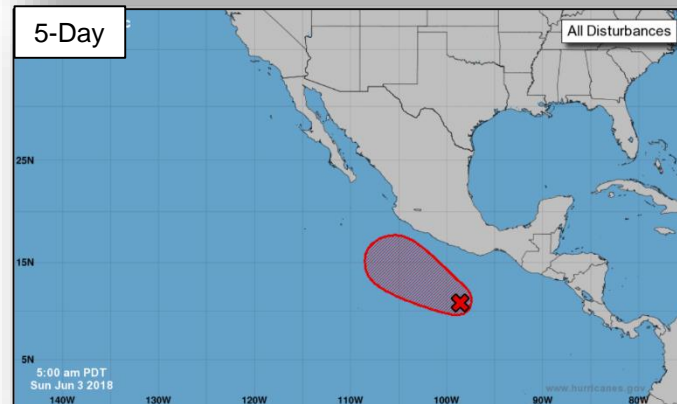 5-Day
All Disturbances
25N
15N
5N
5:00 am PDT
Sun Jun 3 2018
www.hurricanes.gov
140W
130W
120W
110W
100W
90W
80W